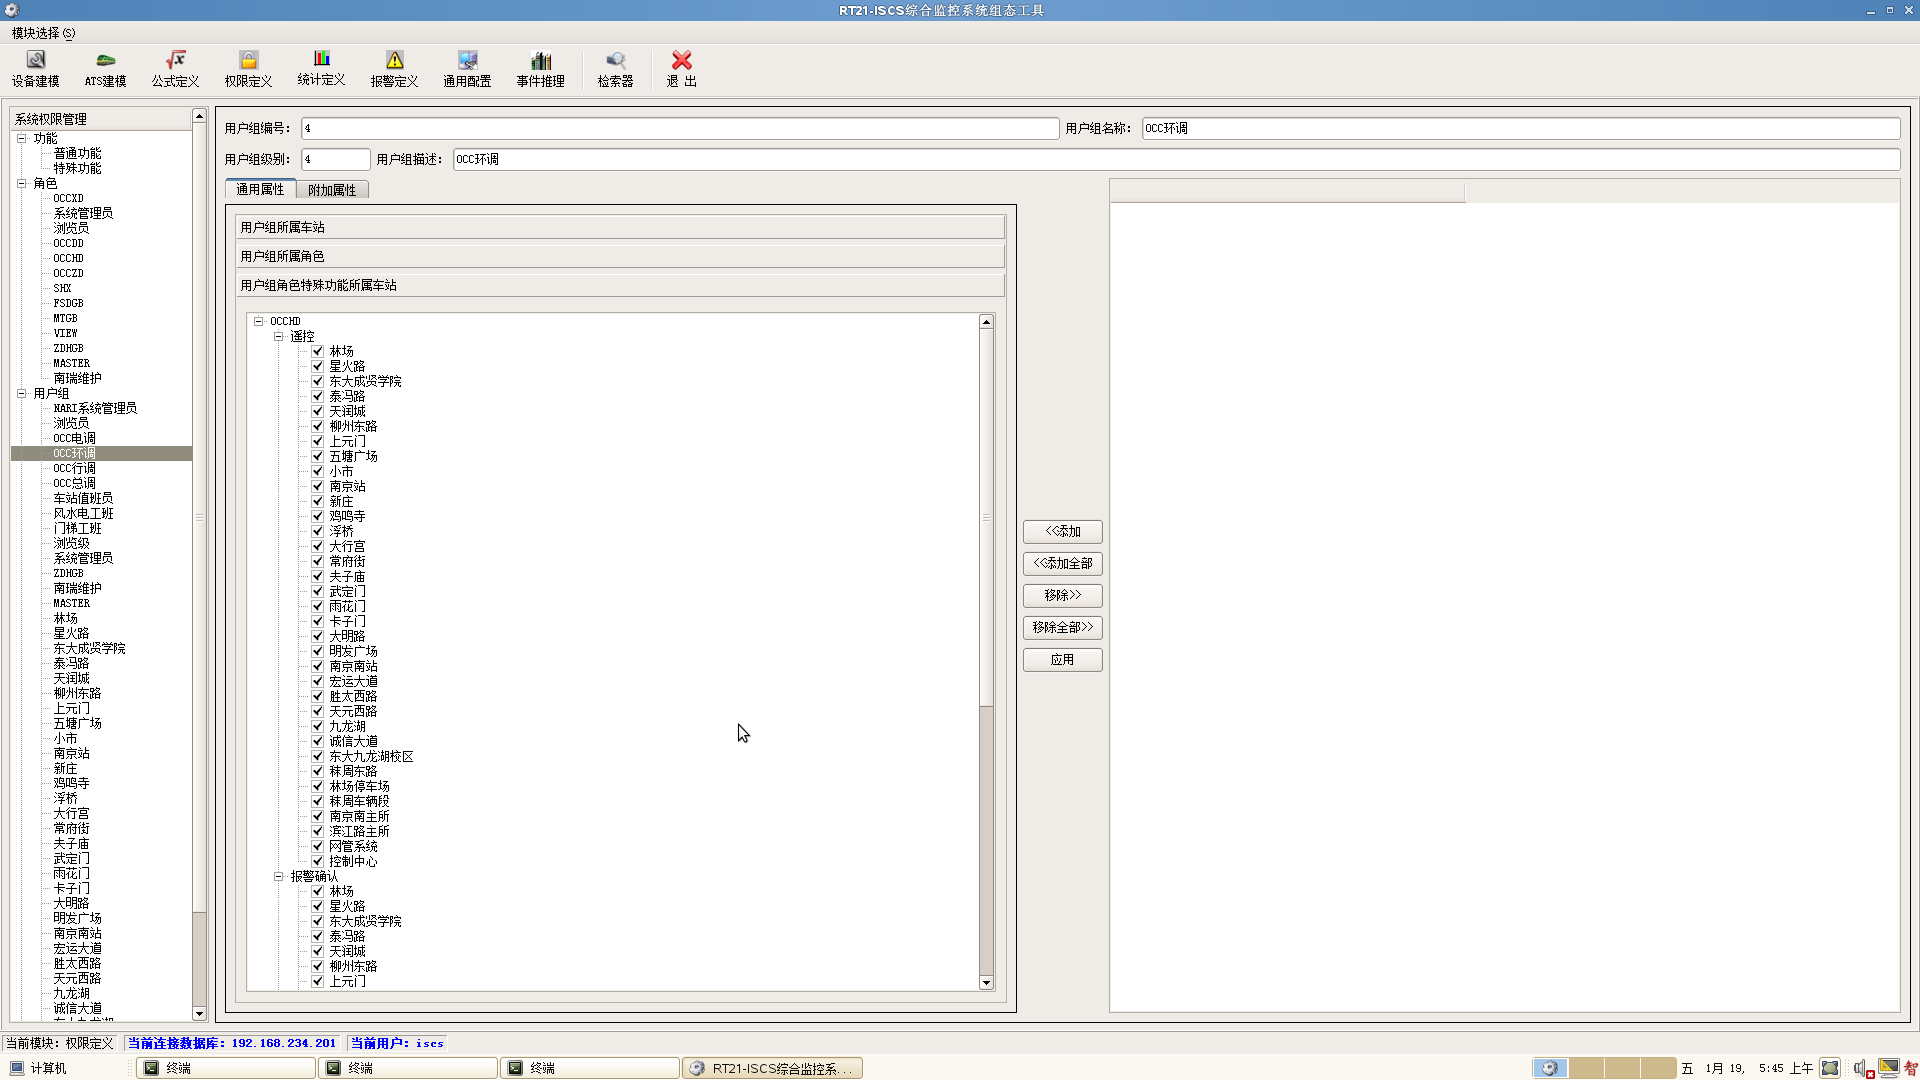 RT21-ISCS综合监控系统组态工具
模块选择(S)
设备建模 ATS建模 公式定义 权限定义 统计定义 报警定义 通用配置 事件推理 检索器 退 出
系统权限管理
功能
普通功能
特殊功能
角色
OCCXD
系统管理员
浏览员
OCCDD
OCCHD
OCCZD
SHX
FSDGB
MTGB
VIEW
ZDHGB
MASTER
南瑞维护
用户组
NARI系统管理员
浏览员
OCC电调
OCC环调
OCC行调
OCC总调
车站值班员
风水电工班
门梯工班
浏览级
系统管理员
ZDHGB
南瑞维护
MASTER
林场
星火路
东大成贤学院
泰冯路
天润城
柳州东路
上元门
五塘广场
小市
南京站
新庄
鸡鸣寺
浮桥
大行宫
常府街
夫子庙
武定门
雨花门
卡子门
大明路
明发广场
南京南站
宏运大道
胜太西路
天元西路
九龙湖
诚信大道
用户组编号: 4 用户组名称: OCC环调
用户组级别: 4 用户组描述: OCC环调
通用属性 附加属性
用户组所属车站
用户组所属角色
用户组角色特殊功能所属车站
OCCHD
遥控
林场
星火路
东大成贤学院
泰冯路
天润城
柳州东路
上元门
五塘广场
小市
南京站
新庄
鸡鸣寺
浮桥
大行宫
常府街
夫子庙
武定门
雨花门
卡子门
大明路
明发广场
南京南站
宏运大道
胜太西路
天元西路
九龙湖
诚信大道
东大九龙湖校区
秣周东路
林场停车场
秣周车辆段
南京南主所
滨江路主所
网管系统
控制中心
报警确认
林场
星火路
东大成贤学院
泰冯路
天润城
柳州东路
上元门
<<添加
<<添加全部
移除>>
移除全部>>
应用
当前模块: 权限定义 当前连接数据库: 192.168.234.201 当前用户: iscs
计算机 终端 终端 终端 RT21-ISCS综合监控系... 五 1月 19, 5:45 上午 智